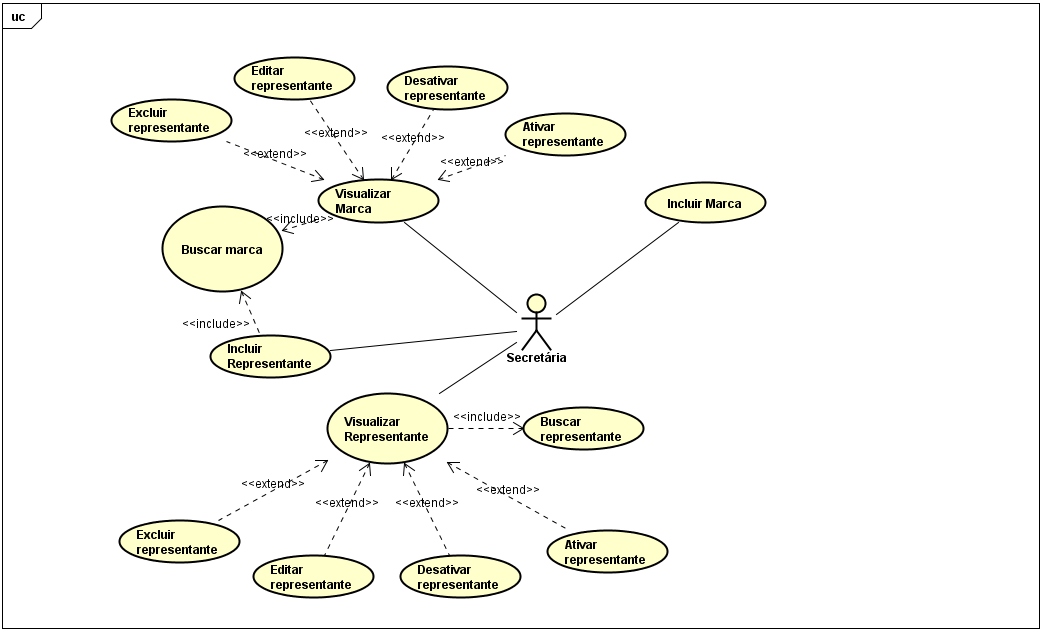 uc
Editar
representante
Desativar
representante
Excluir
representante
Ativar
representante
<<extend>>
<<extend>>
<<extend>>
<<extend>>
Visualizar
Marca
Incluir Marca
<<include>>
Buscar marca
<<include>>
Incluir
Representante
Secretária
Visualizar
Representante
<<include>>
Buscar
representante
<<extend>>
<<extend>>
<<extend>>
<<extend>>
Excluir
representante
Editar
representante
Desativar
representante
Ativar
representante